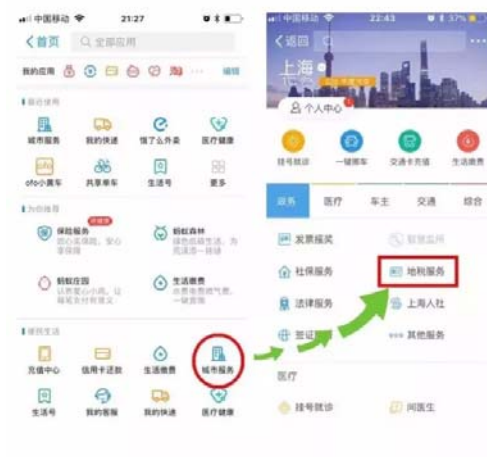 中国移动
21:27
首页
全部应用
我的应用
编辑
最近使用
城市服务
我的快递
饿了么外卖
医疗健康
ofo小黄车
共享单车
生活号
更多
为你推荐
保险服务
蚂蚁森林
蚂蚁庄园
生活缴费
便民生活
充值中心
信用卡还款
生活缴费
城市服务
生活号
我的客服
我的快递
医疗健康
中国移动
22:43
37%
返回
上海
个人中心
挂号就诊
一键挪车
交通卡充值
生活缴费
政务
医疗
车主
交通
综合
发票摇奖
社保服务
地税服务
法律服务
上海人社
签证
其他服务
医疗
挂号就诊
问医生